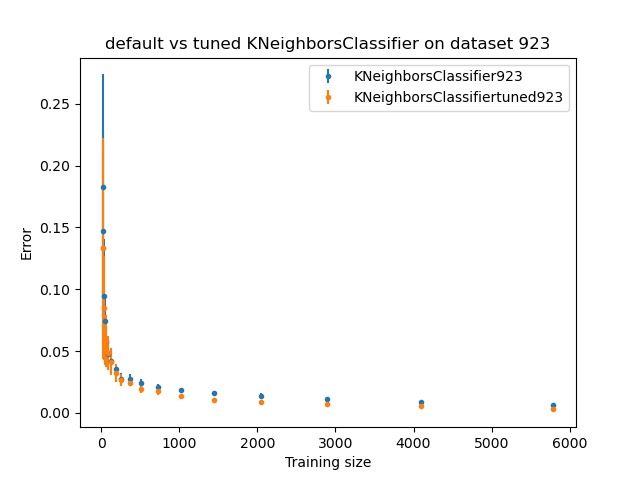 default vs tuned KNeighborsClassifier on dataset 923
KNeighborsClassifier923
KNeighborsClassifiertuned923
0.25
0.20
0.15
0.10
0.05
0.00
Error
0 1000 2000 3000 4000 5000 6000
Training size